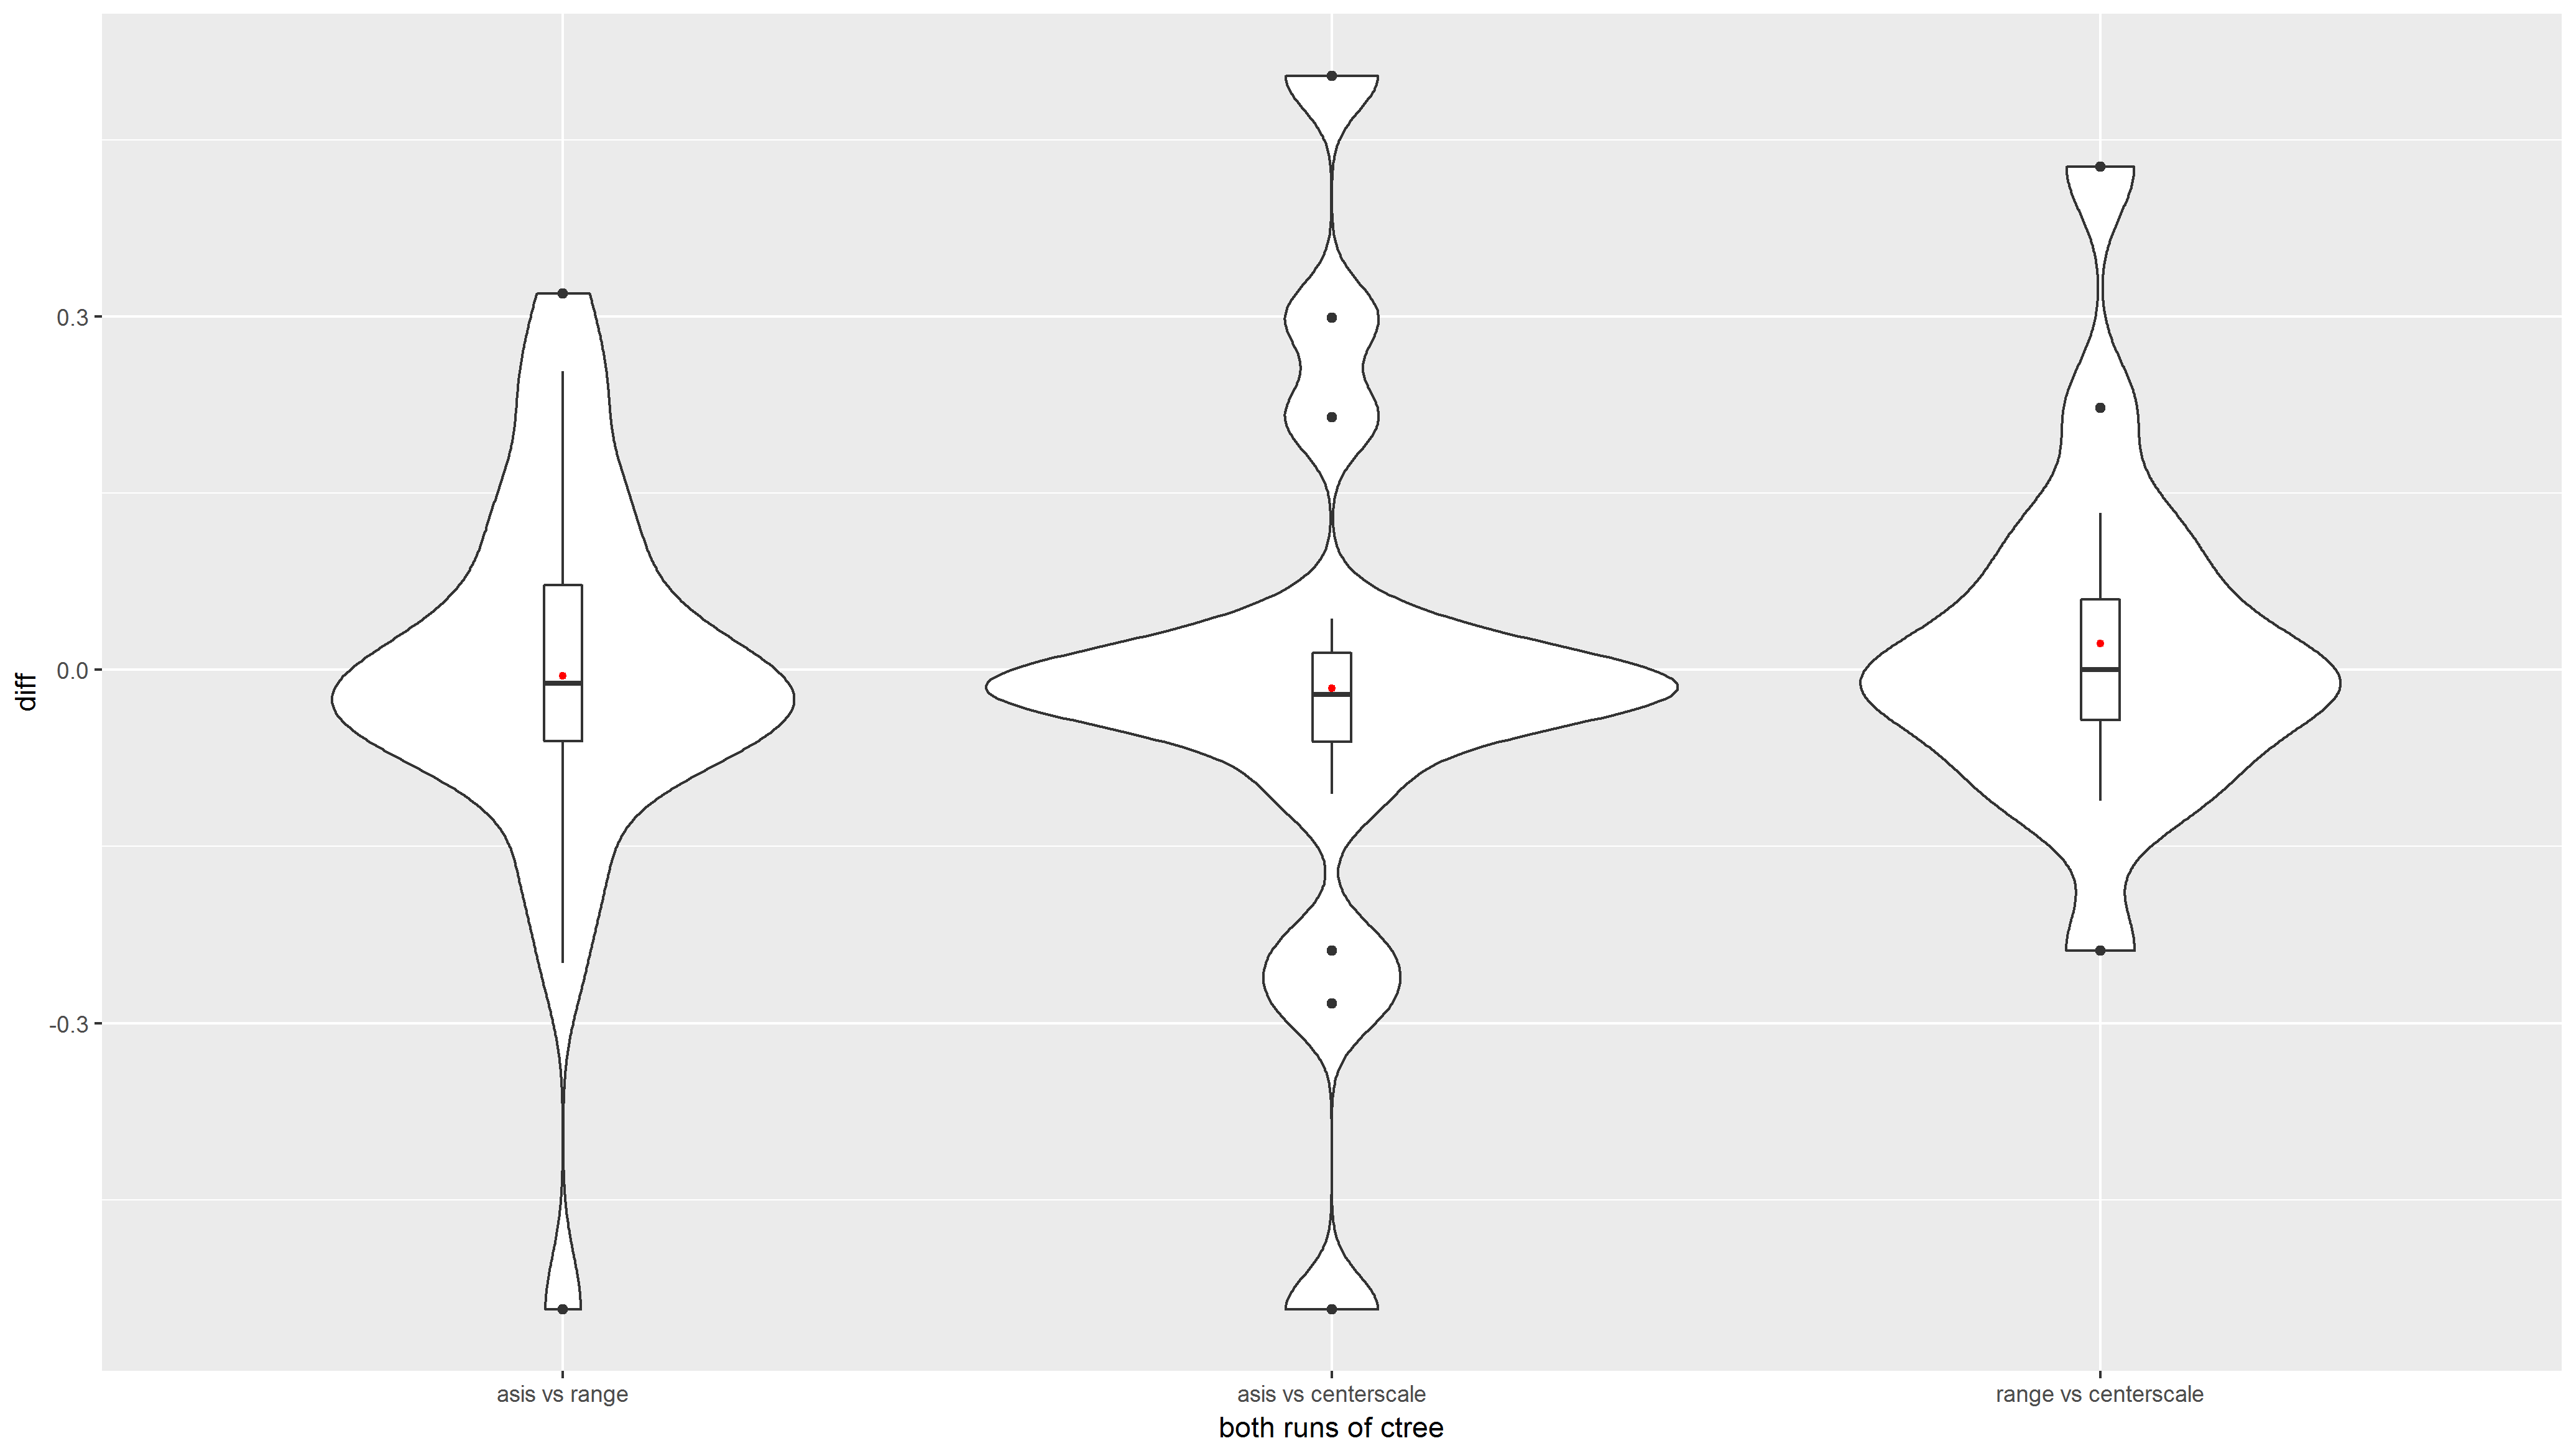 diff
0.3
0.0
-0.3
asis vs range
asis vs centerscale
range vs centerscale
both runs of ctree